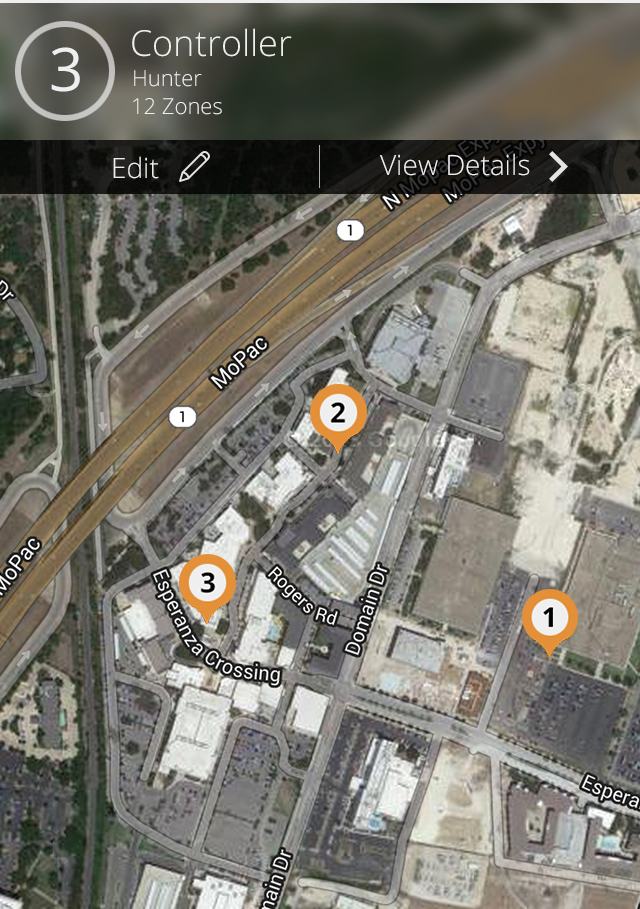 3
Controller
Hunter
12 Zones
Edit
View Details
N Mopac Expy
Mopac Expy
1
Dr
MoPac
1
2
MoPac
3
1
Rogers Rd
Domain Dr
Esperanza Crossing
Espera
main Dr